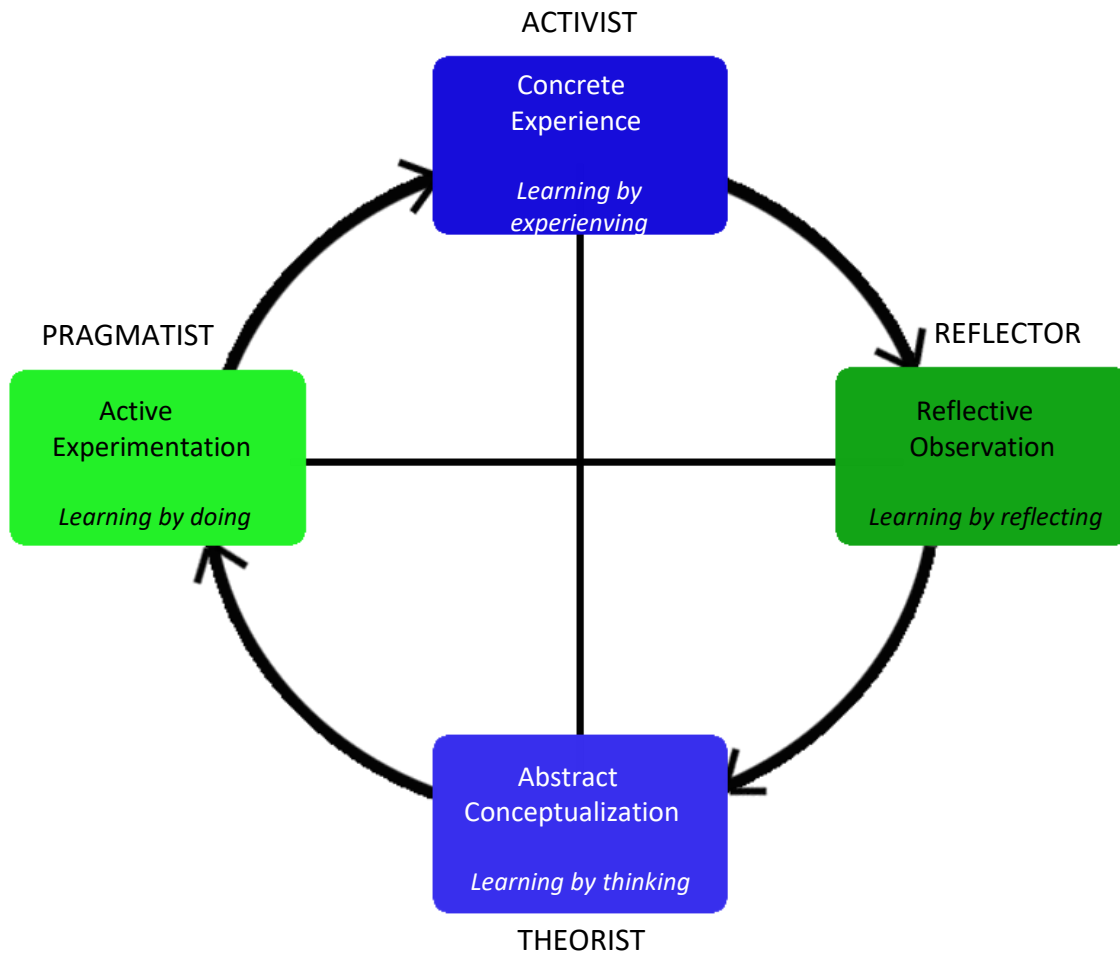 ACTIVIST
Concrete
Experience
Learning by
experienving
PRAGMATIST
Active
Experimentation
Learning by doing
REFLECTOR
Reflective
Observation
Learning by reflecting
Abstract
Conceptualization
Learning by thinking
THEORIST